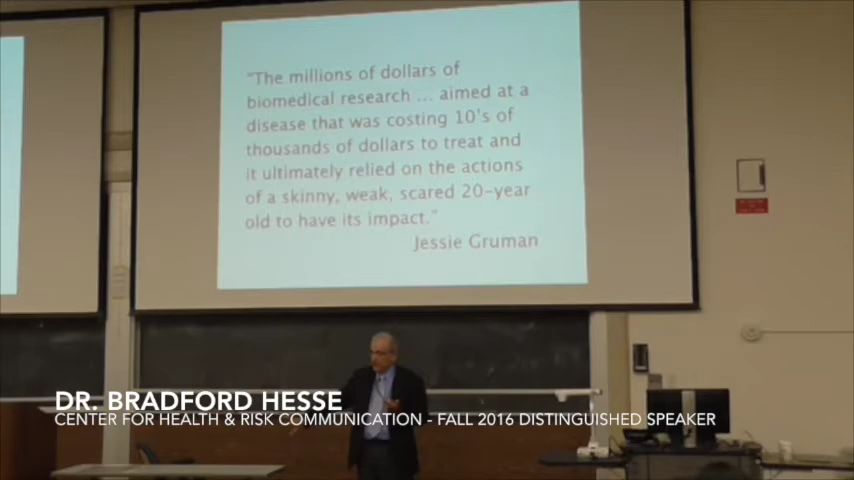 "The millions of dollars of
biomedical research ... aimed at a
disease that was costing 10's of
thousands of dollars to treat and
it ultimately relied on the actions
of a skinny, weak, scared 20-year
old to have its impact."
Jessie Gruman
DR. BRADFORD HESSE
CENTER FOR HEALTH & RISK COMMUNICATION - FALL 2016 DISTINGUISHED SPEAKER